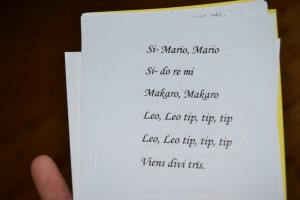 Si- Mario, Mario
Si- do re mi
Makaro, Makaro
Leo, Leo tip, tip, tip
Leo, Leo tip, tip, tip
Viens divi trīs.